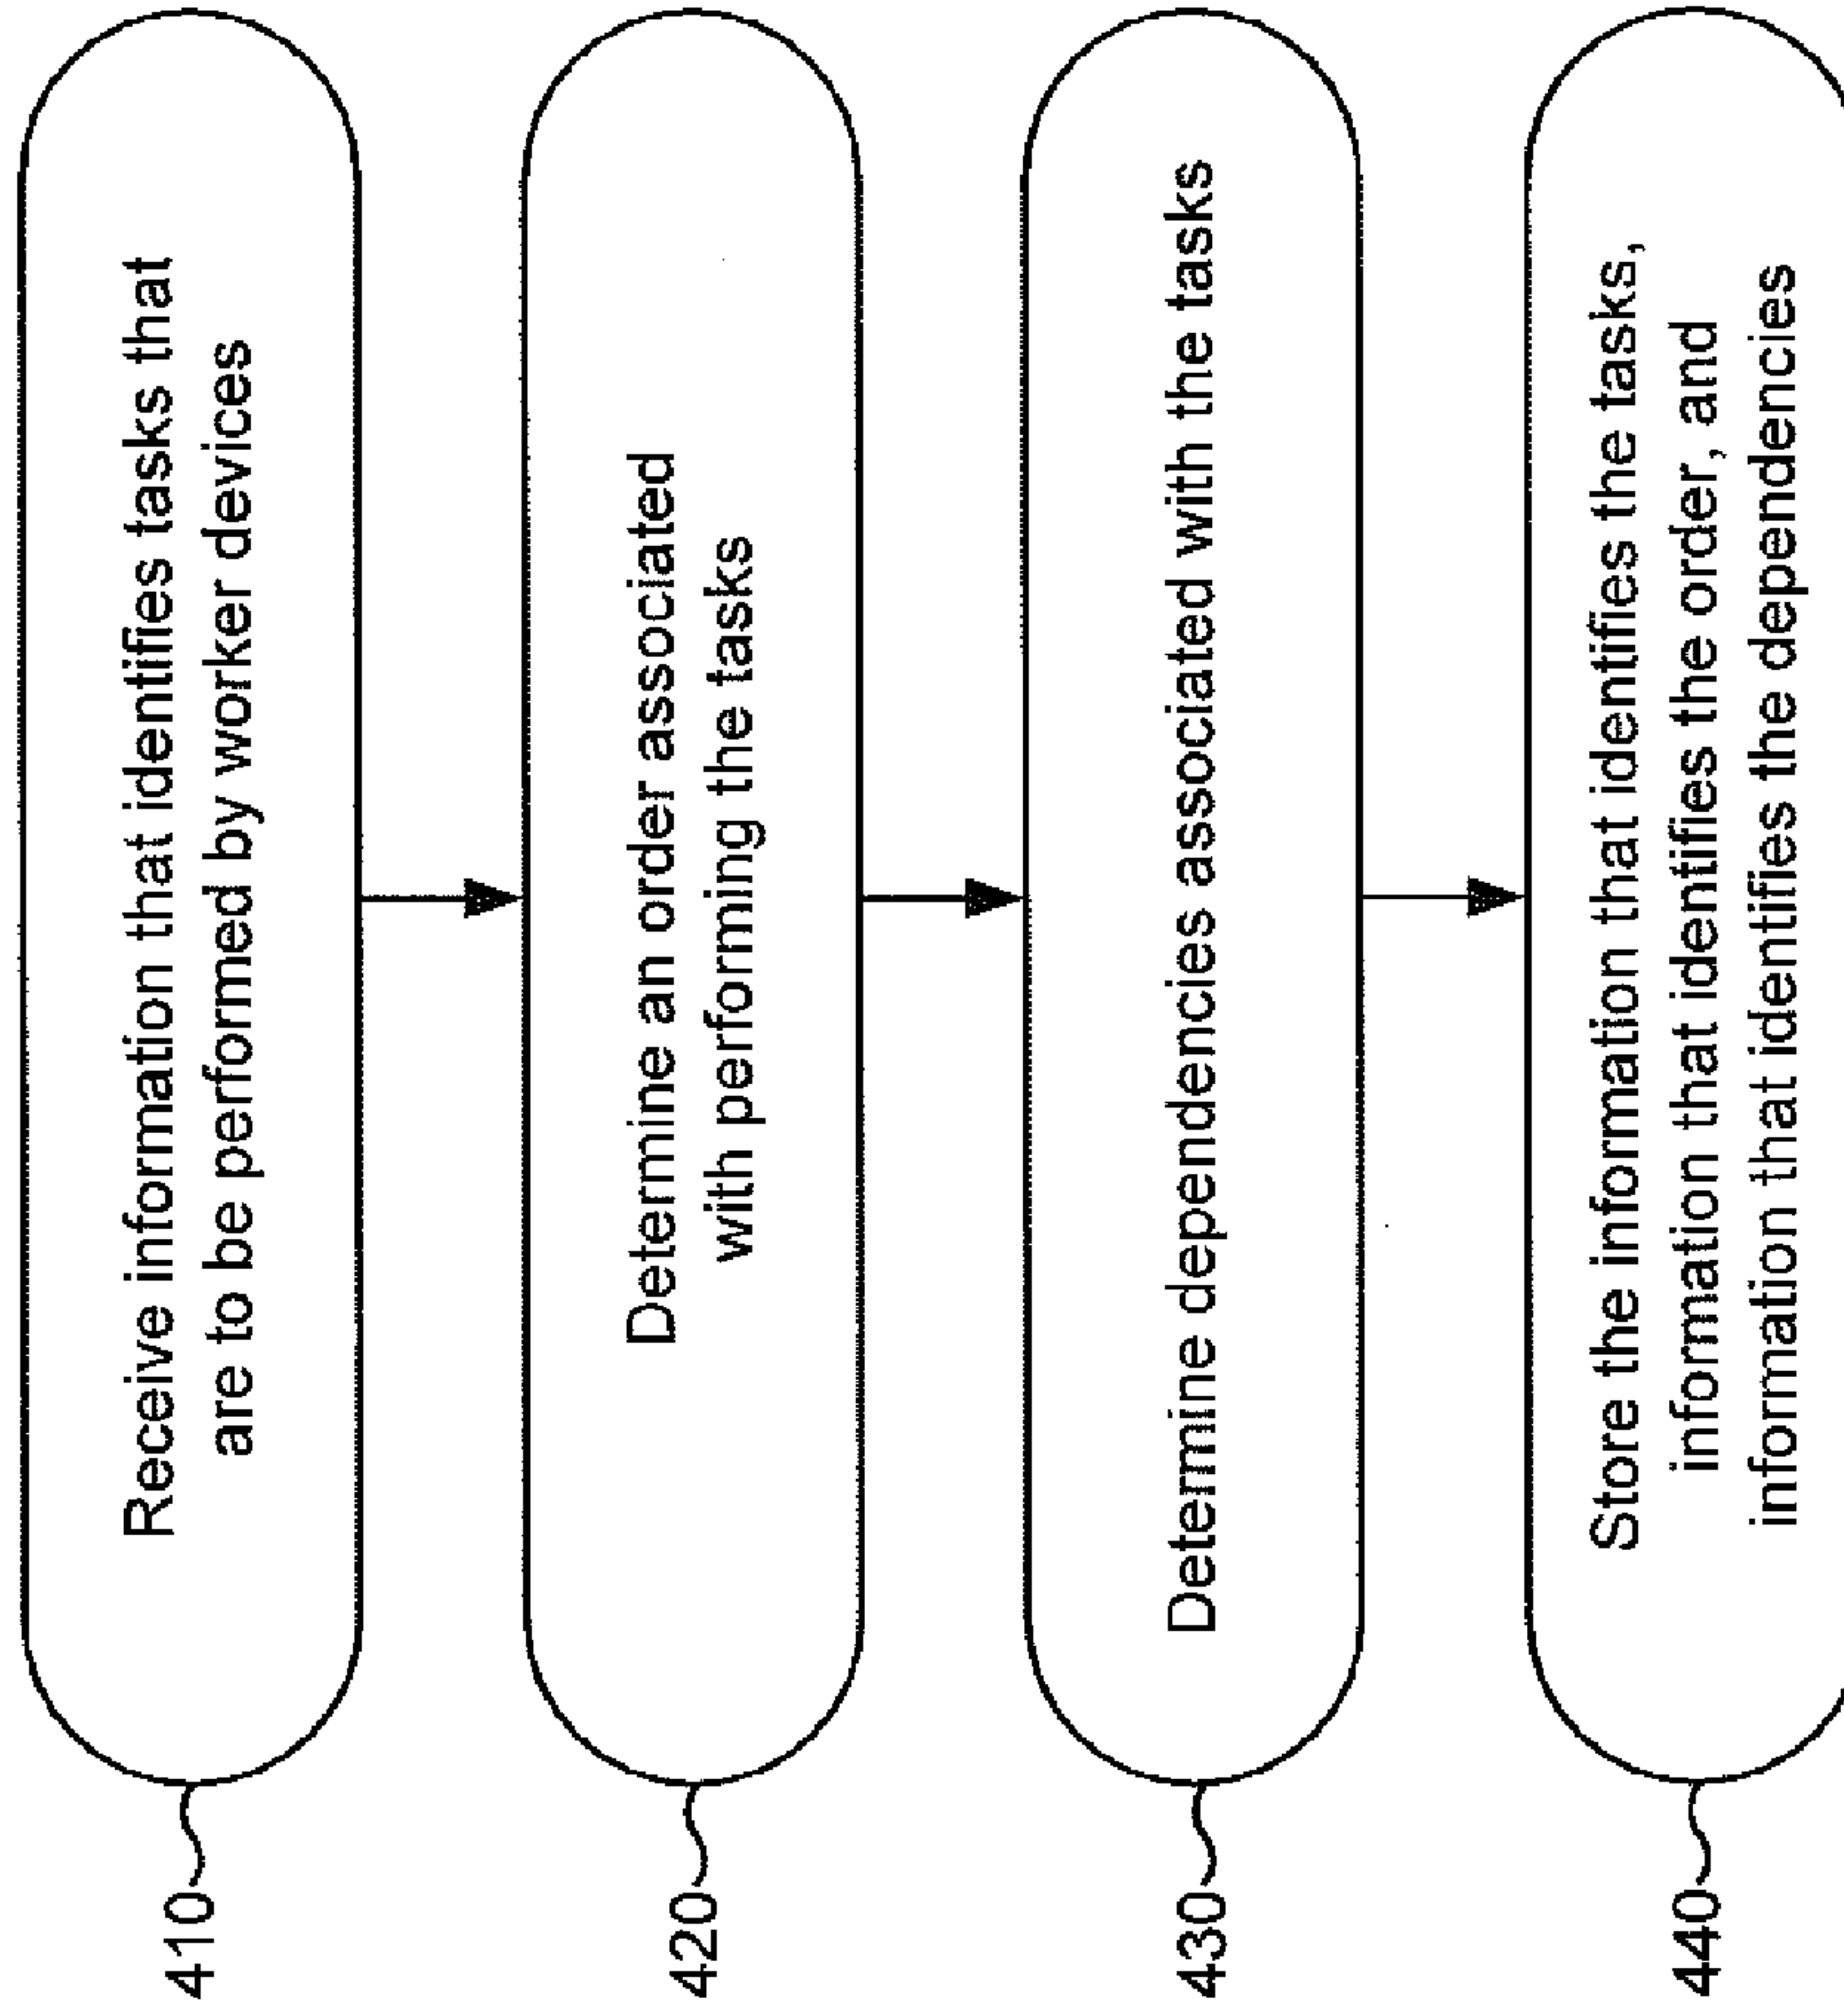 410
Receive information that identifies tasks that
are to be performed by worker devices
420
Determine an order associated
with performing the tasks
430
Determine dependencies associated with the tasks
440
Store the information that identifies the tasks,
information that identifies the order, and
information that identifies the dependencies